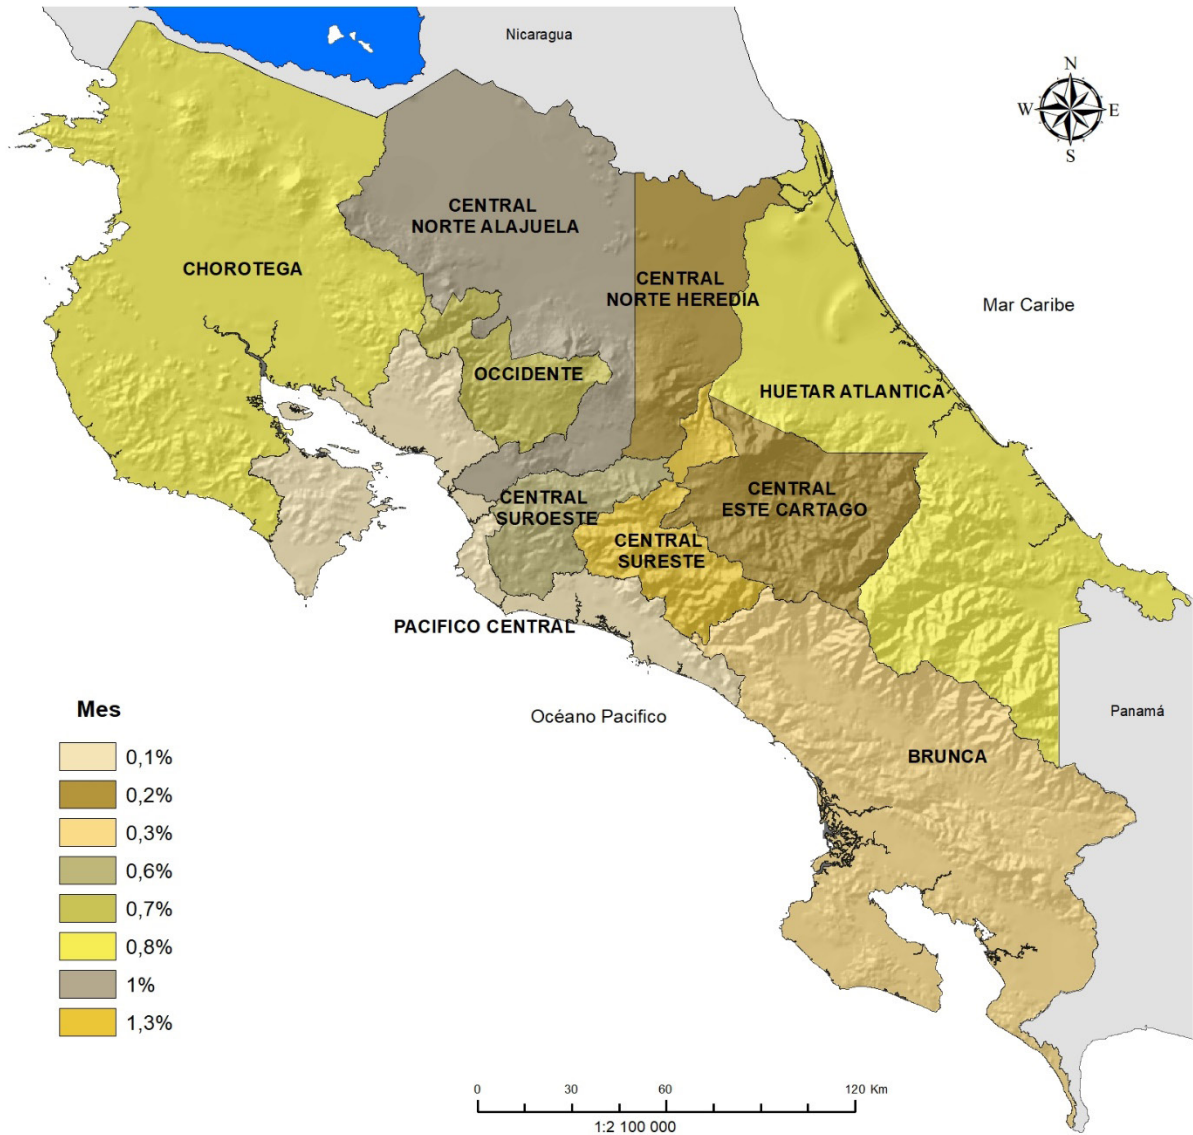 Nicaragua
N
W
E
S
CENTRAL
NORTE ALAJUELA
CHOROTEGA
CENTRAL
NORTE HEREDIA
Mar Caribe
OCCIDENTE
HUETAR ATLANTICA
CENTRAL
SUROESTE
CENTRAL
ESTE CARTAGO
CENTRAL
SURESTE
PACIFICO CENTRAL
Océano Pacifico
Panamá
BRUNCA
Mes
0,1%
0,2%
0,3%
0,6%
0,7%
0,8%
1%
1,3%
0 30 60 120 Km
1:2 100 000